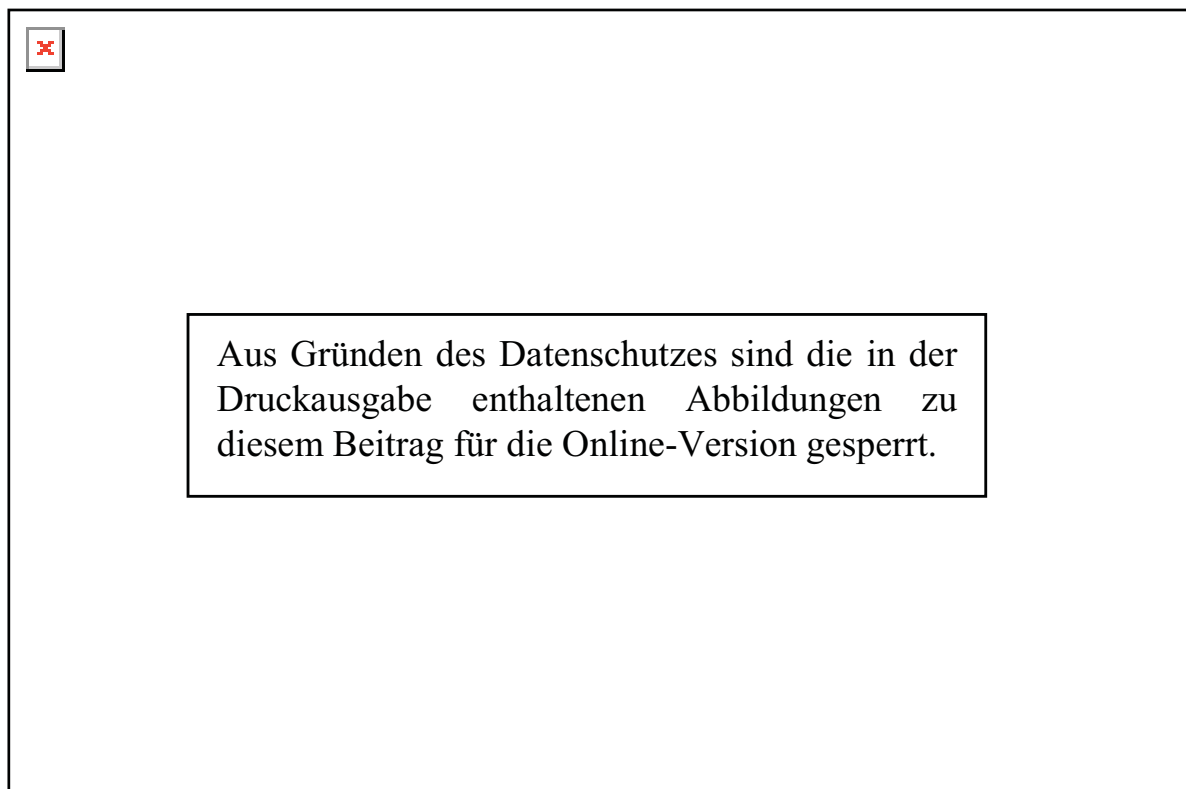 Aus Gründen des Datenschutzes sind die in der
Druckausgabe enthaltenen Abbildungen zu
diesem Beitrag für die Online-Version gesperrt.